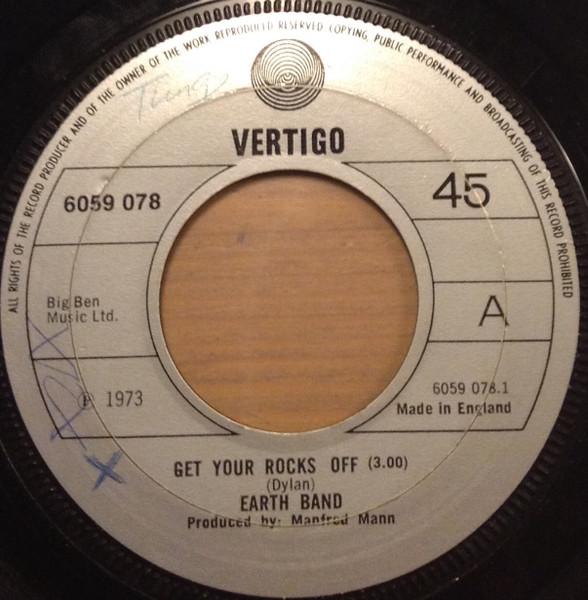 ALL RIGHTS OF THE RECORD PRODUCER AND OF THE OWNER OF THE WORK REPRODUCED RESERVED COPYING, PUBLIC PERFORMANCE AND BROADCASTING OF THIS RECORD PROHIBITED
VERTIGO
6059 078
45
Big Ben
Music Ltd.
A
Ⓟ 1973
6059 078.1
Made in England
GET YOUR ROCKS OFF (3.00)
(Dylan)
EARTH BAND
Produced by: Manfred Mann